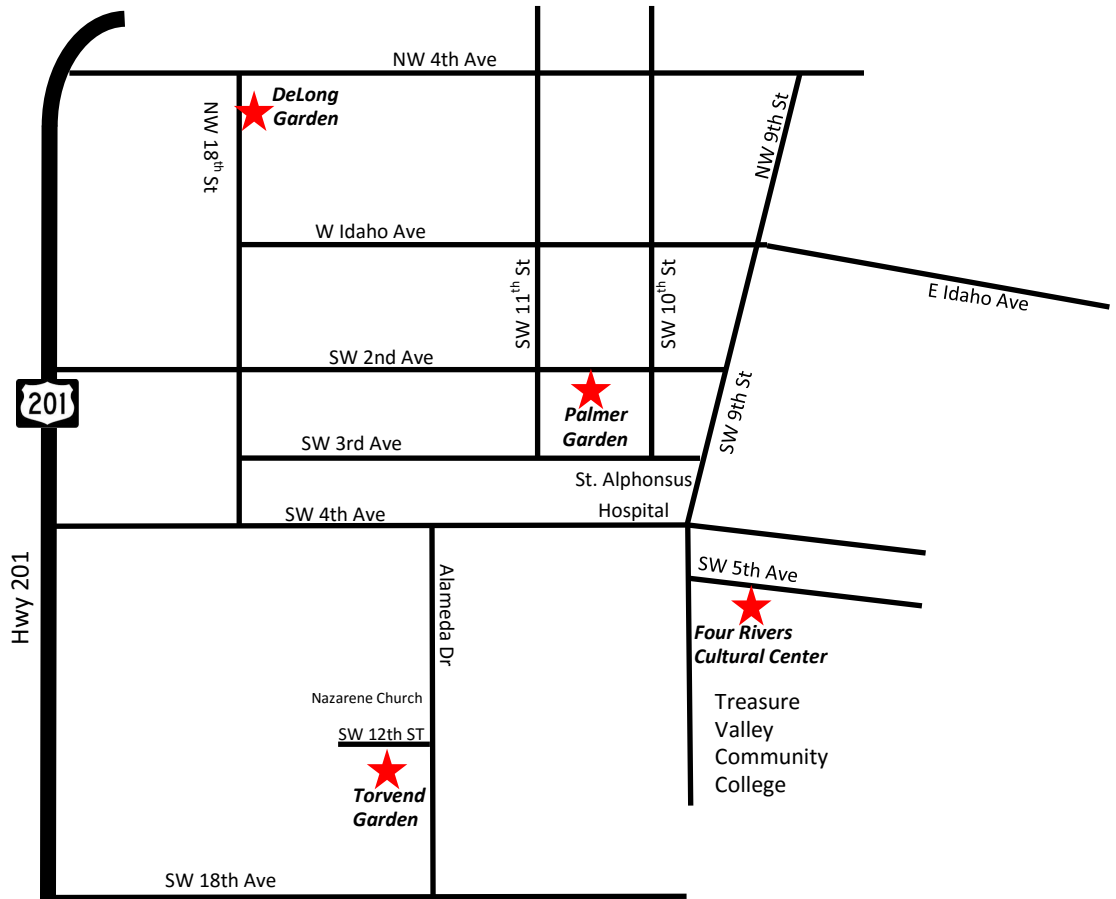 NW 4th Ave
DeLong
Garden
NW 18th St
NW 9th St
W Idaho Ave
SW 11th St
SW 10th St
E Idaho Ave
SW 2nd Ave
201
Palmer
Garden
SW 9th St
SW 3rd Ave
St. Alphonsus
Hospital
SW 4th Ave
Hwy 201
Alameda Dr
SW 5th Ave
Four Rivers
Cultural Center
Nazarene Church
SW 12th ST
Treasure
Valley
Community
College
Torvend
Garden
SW 18th Ave